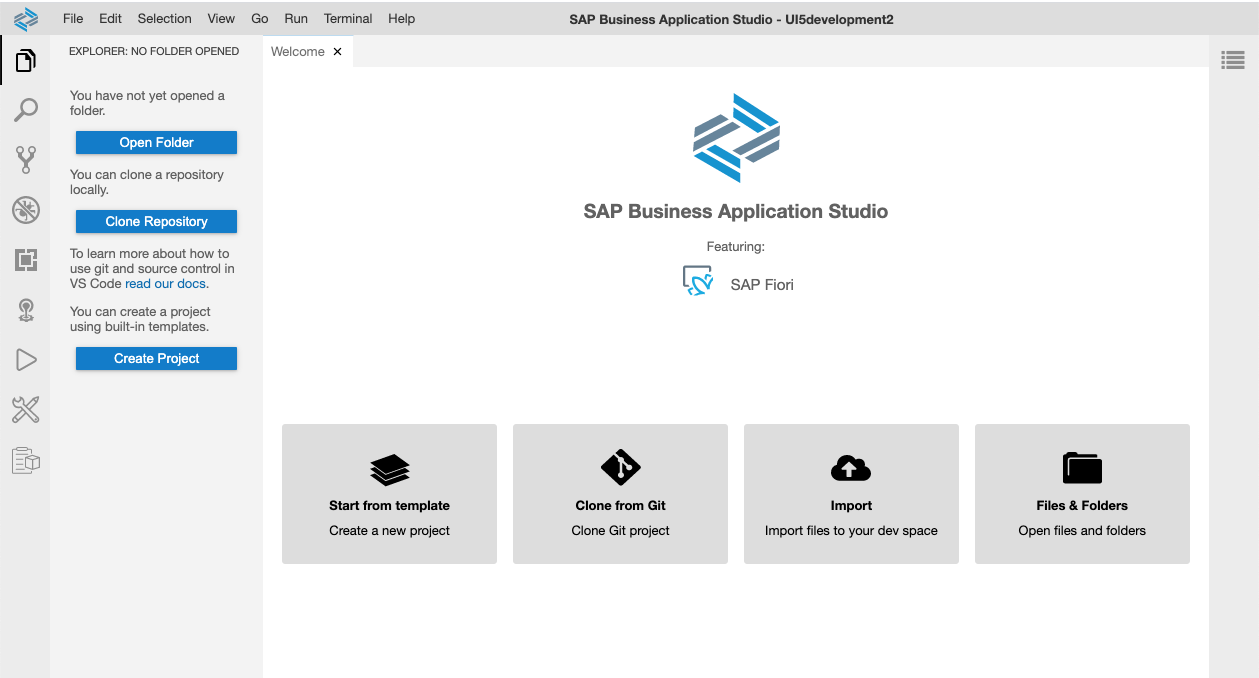 File Edit Selection View Go Run Terminal Help
SAP Business Application Studio - UI5development2
EXPLORER: NO FOLDER OPENED
Welcome
You have not yet opened a
folder.
Open Folder
You can clone a repository
locally.
Clone Repository
To learn more about how to
use git and source control in
VS Code read our docs.
You can create a project
using built-in templates.
Create Project
SAP Business Application Studio
Featuring:
SAP Fiori
Start from template
Create a new project
Clone from Git
Clone Git project
Import
Import files to your dev space
Files & Folders
Open files and folders